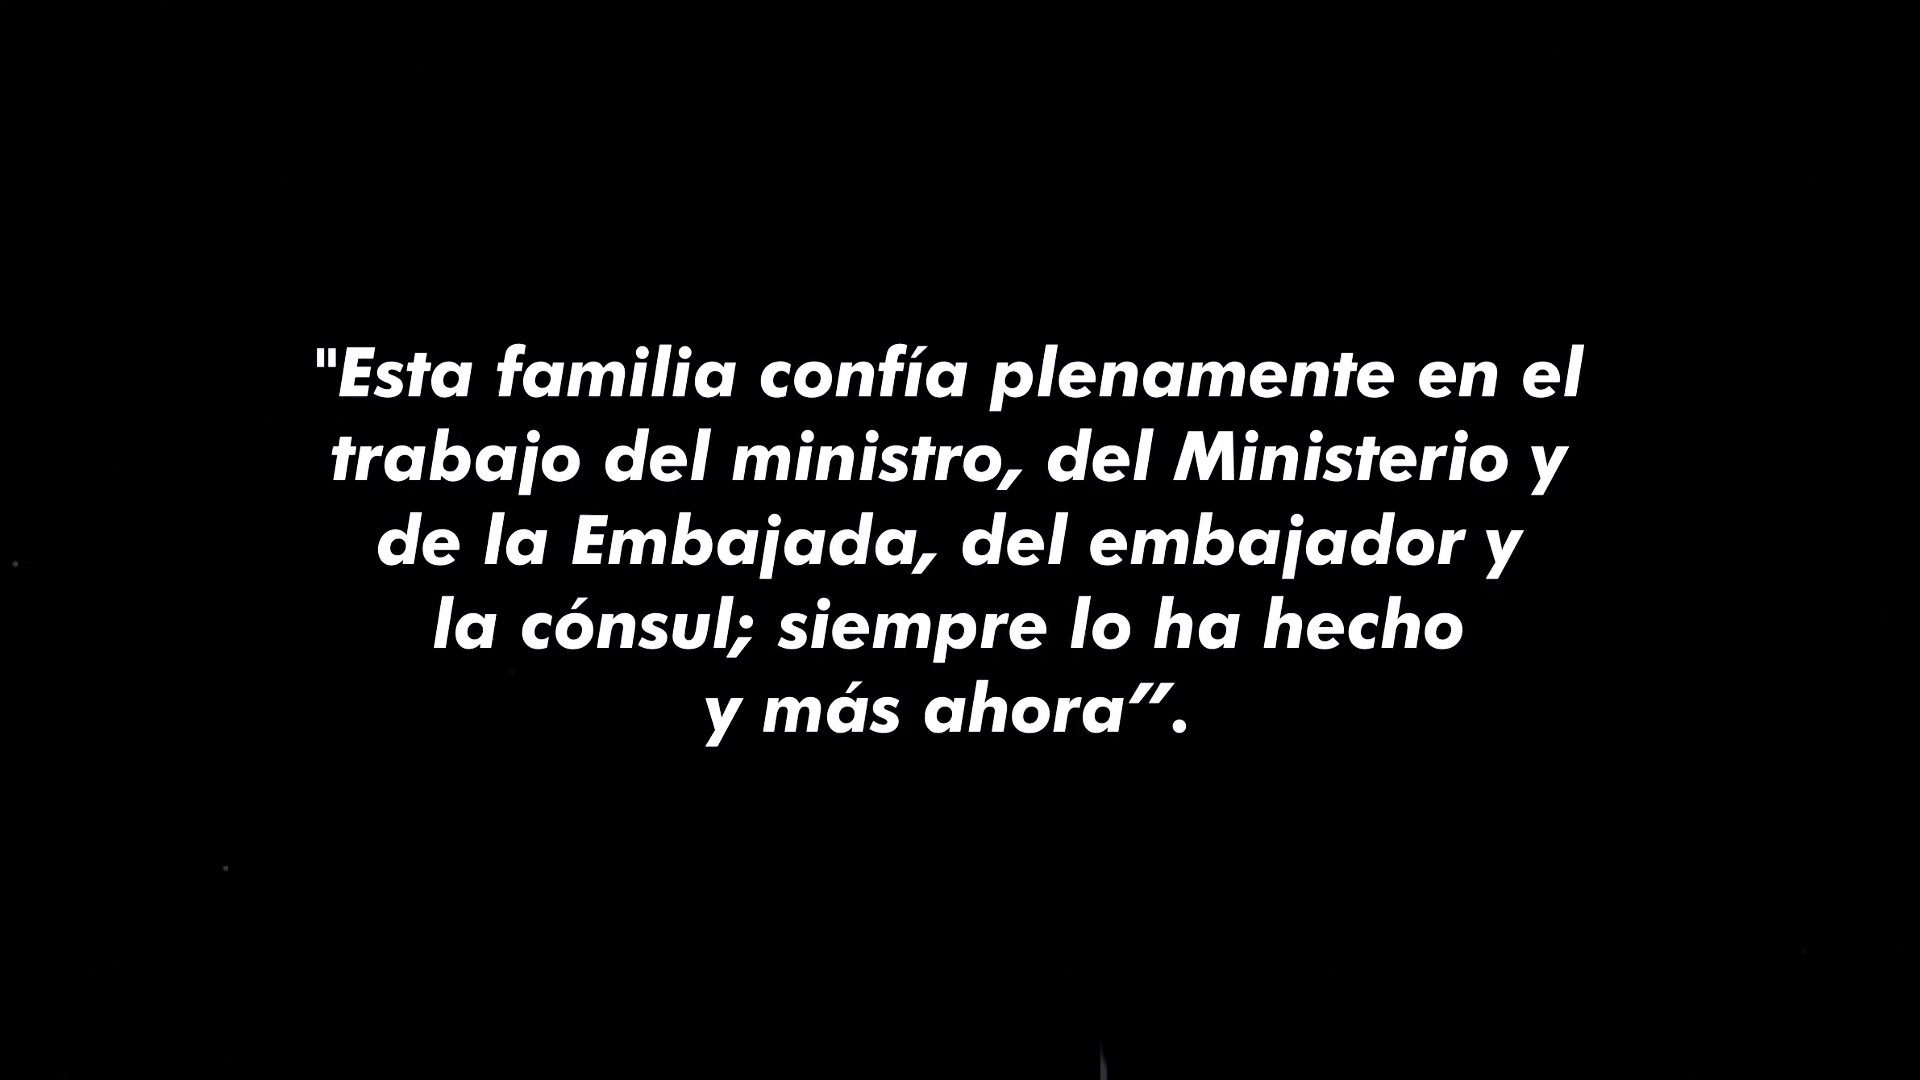 "Esta familia confía plenamente en el
trabajo del ministro, del Ministerio y
de la Embajada, del embajador y
la cónsul; siempre lo ha hecho
y más ahora”.